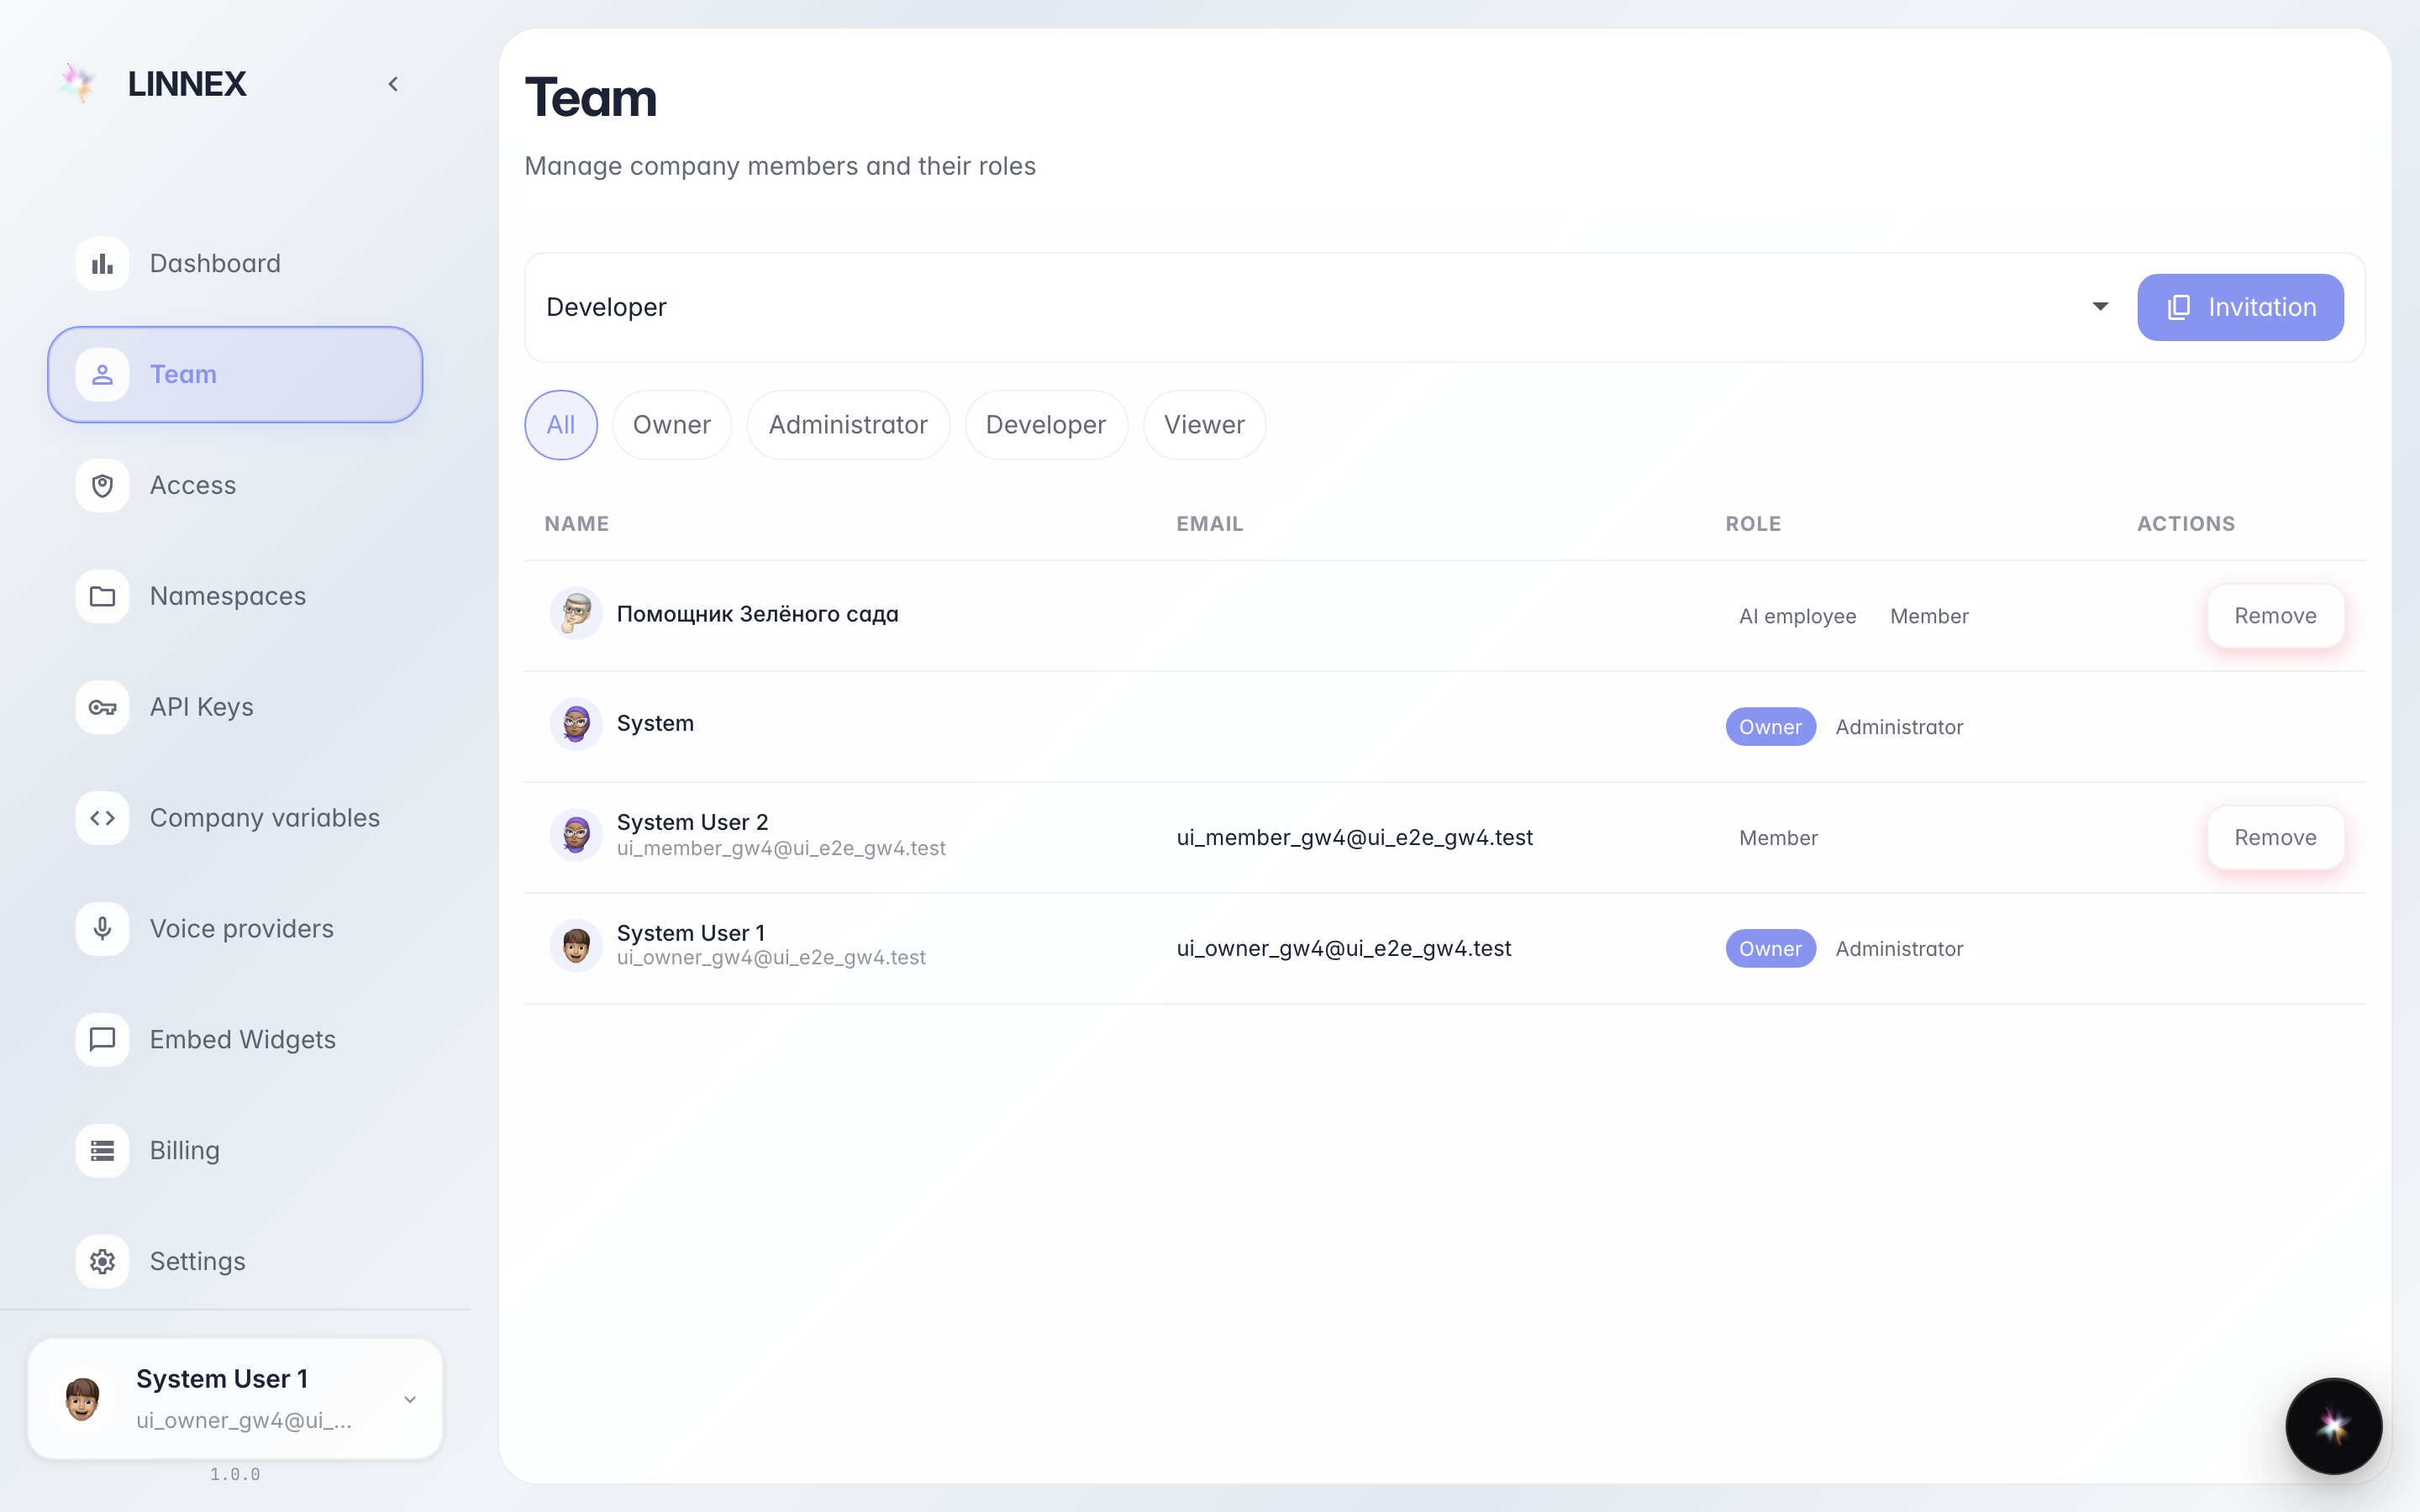 LINNEX
Dashboard
Team
Access
Namespaces
API Keys
Company variables
Voice providers
Embed Widgets
Billing
Settings
System User 1
ui_owner_gw4@ui_...
1.0.0
Team
Manage company members and their roles
Developer
Invitation
All Owner Administrator Developer Viewer
NAME EMAIL ROLE ACTIONS
Помощник Зелёного сада AI employee Member Remove
System Owner Administrator
System User 2
ui_member_gw4@ui_e2e_gw4.test ui_member_gw4@ui_e2e_gw4.test Member Remove
System User 1
ui_owner_gw4@ui_e2e_gw4.test ui_owner_gw4@ui_e2e_gw4.test Owner Administrator